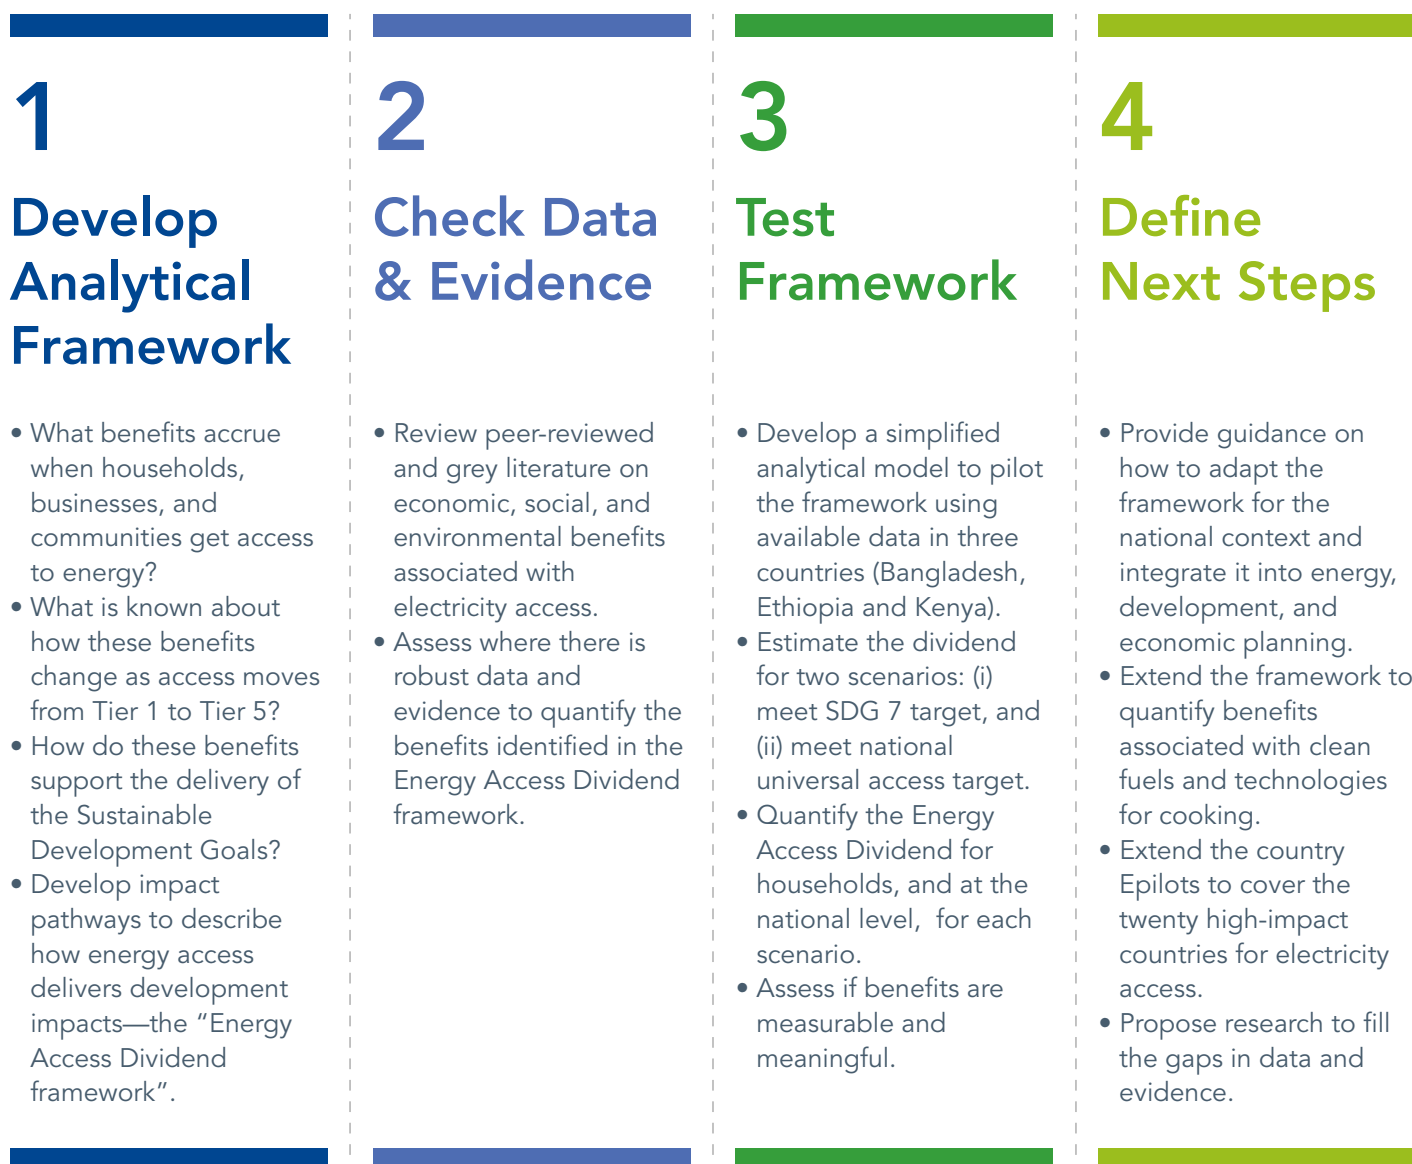 1
Develop
Analytical
Framework
• What benefits accrue
when households,
businesses, and
communities get access
to energy?
• What is known about
how these benefits
change as access moves
from Tier 1 to Tier 5?
• How do these benefits
support the delivery of
the Sustainable
Development Goals?
• Develop impact
pathways to describe
how energy access
delivers development
impacts—the “Energy
Access Dividend
framework”.
2
Check Data
& Evidence
• Review peer-reviewed
and grey literature on
economic, social, and
environmental benefits
associated with
electricity access.
• Assess where there is
robust data and
evidence to quantify the
benefits identified in the
Energy Access Dividend
framework.
3
Test
Framework
• Develop a simplified
analytical model to pilot
the framework using
available data in three
countries (Bangladesh,
Ethiopia and Kenya).
• Estimate the dividend
for two scenarios: (i)
meet SDG 7 target, and
(ii) meet national
universal access target.
• Quantify the Energy
Access Dividend for
households, and at the
national level,  for each
scenario.
• Assess if benefits are
measurable and
meaningful.
4
Define
Next Steps
• Provide guidance on
how to adapt the
framework for the
national context and
integrate it into energy,
development, and
economic planning.
• Extend the framework to
quantify benefits
associated with clean
fuels and technologies
for cooking.
• Extend the country
Epilots to cover the
twenty high-impact
countries for electricity
access.
• Propose research to fill
the gaps in data and
evidence.